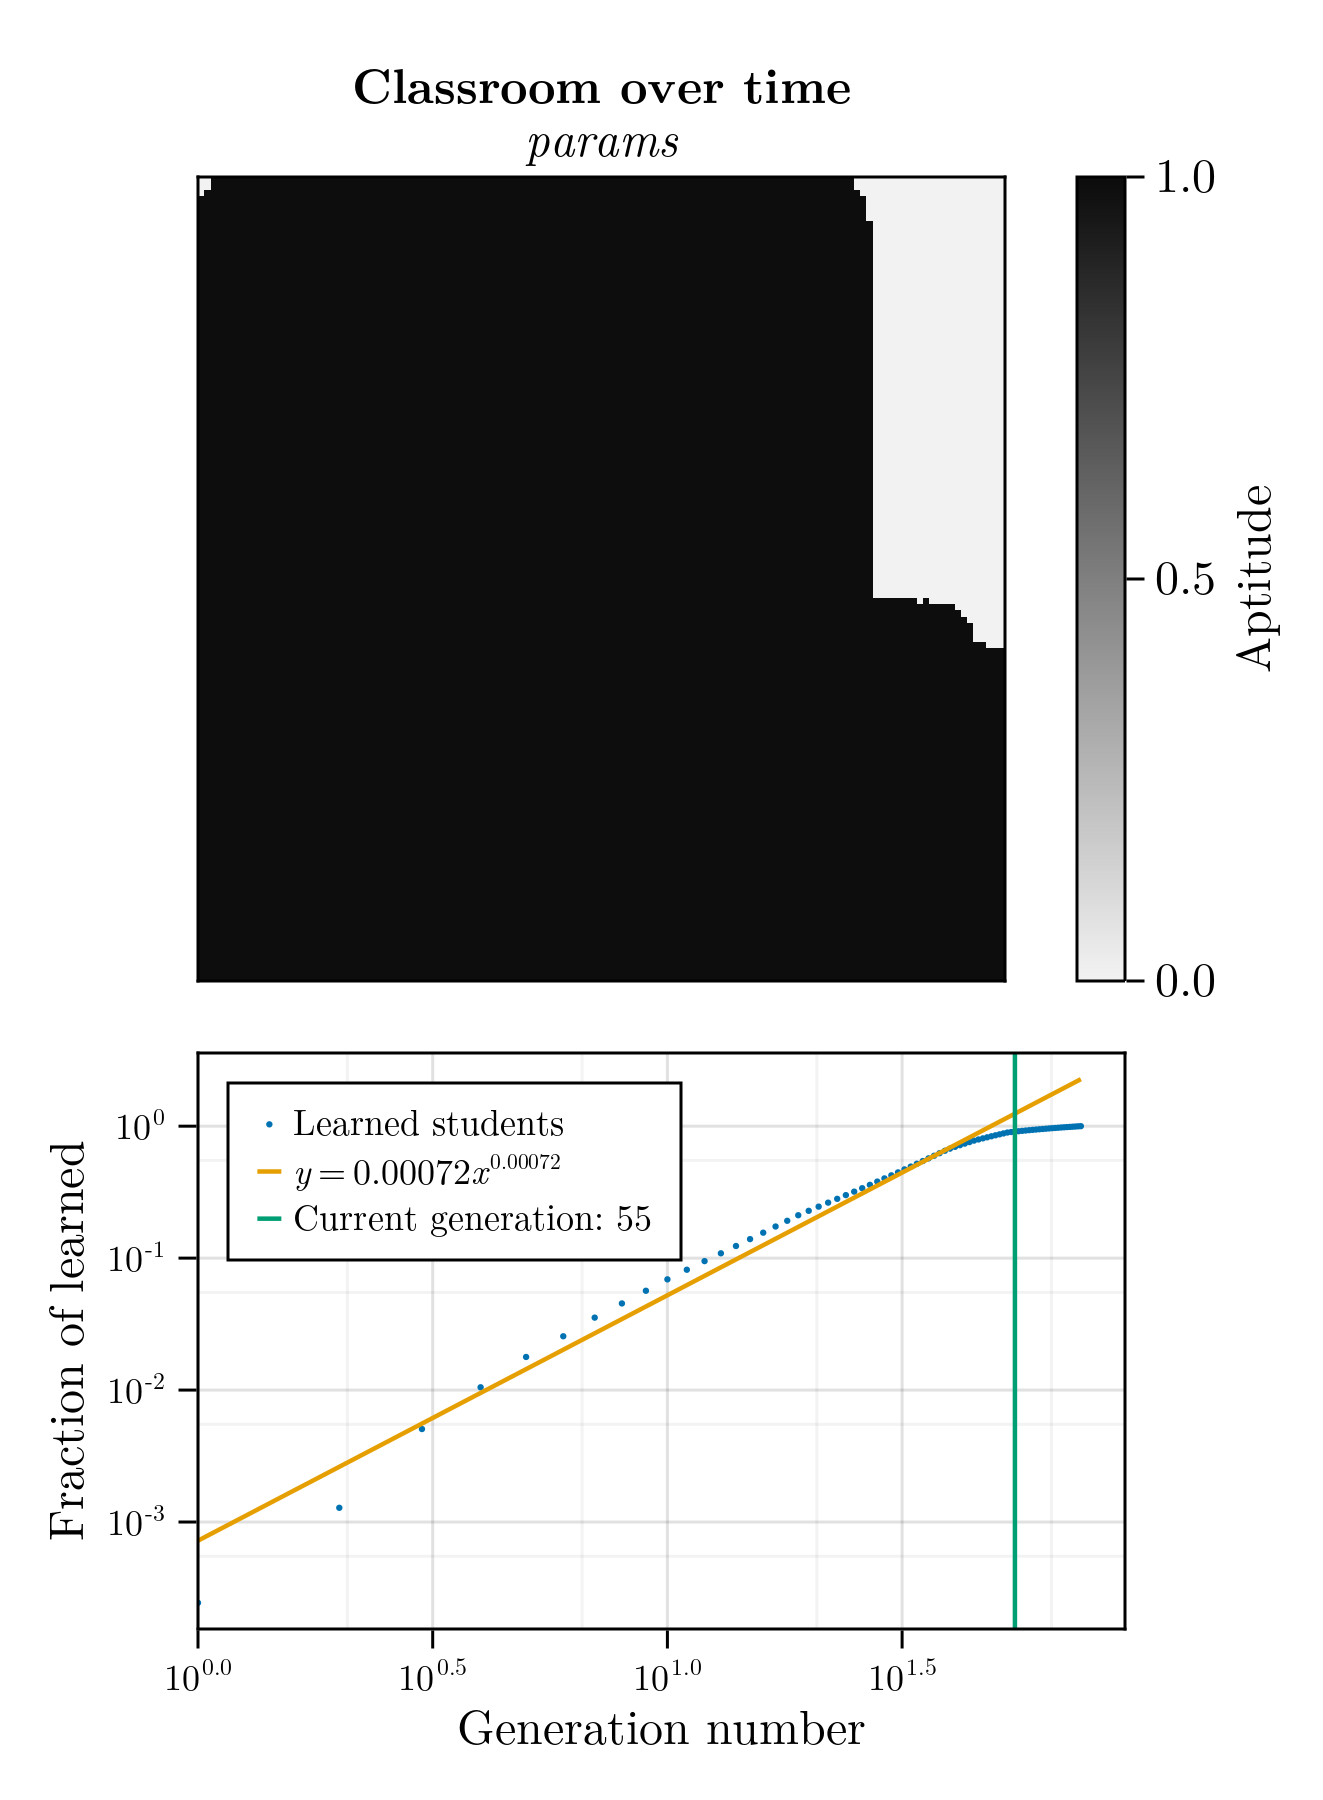 Classroom over time
params
1.0
0.5
0.0
Aptitude
Learned students
y = 0.00072x^0.00072
Current generation: 55
10^0
10^-1
10^-2
10^-3
Fraction of learned
10^0.0 10^0.5 10^1.0 10^1.5
Generation number